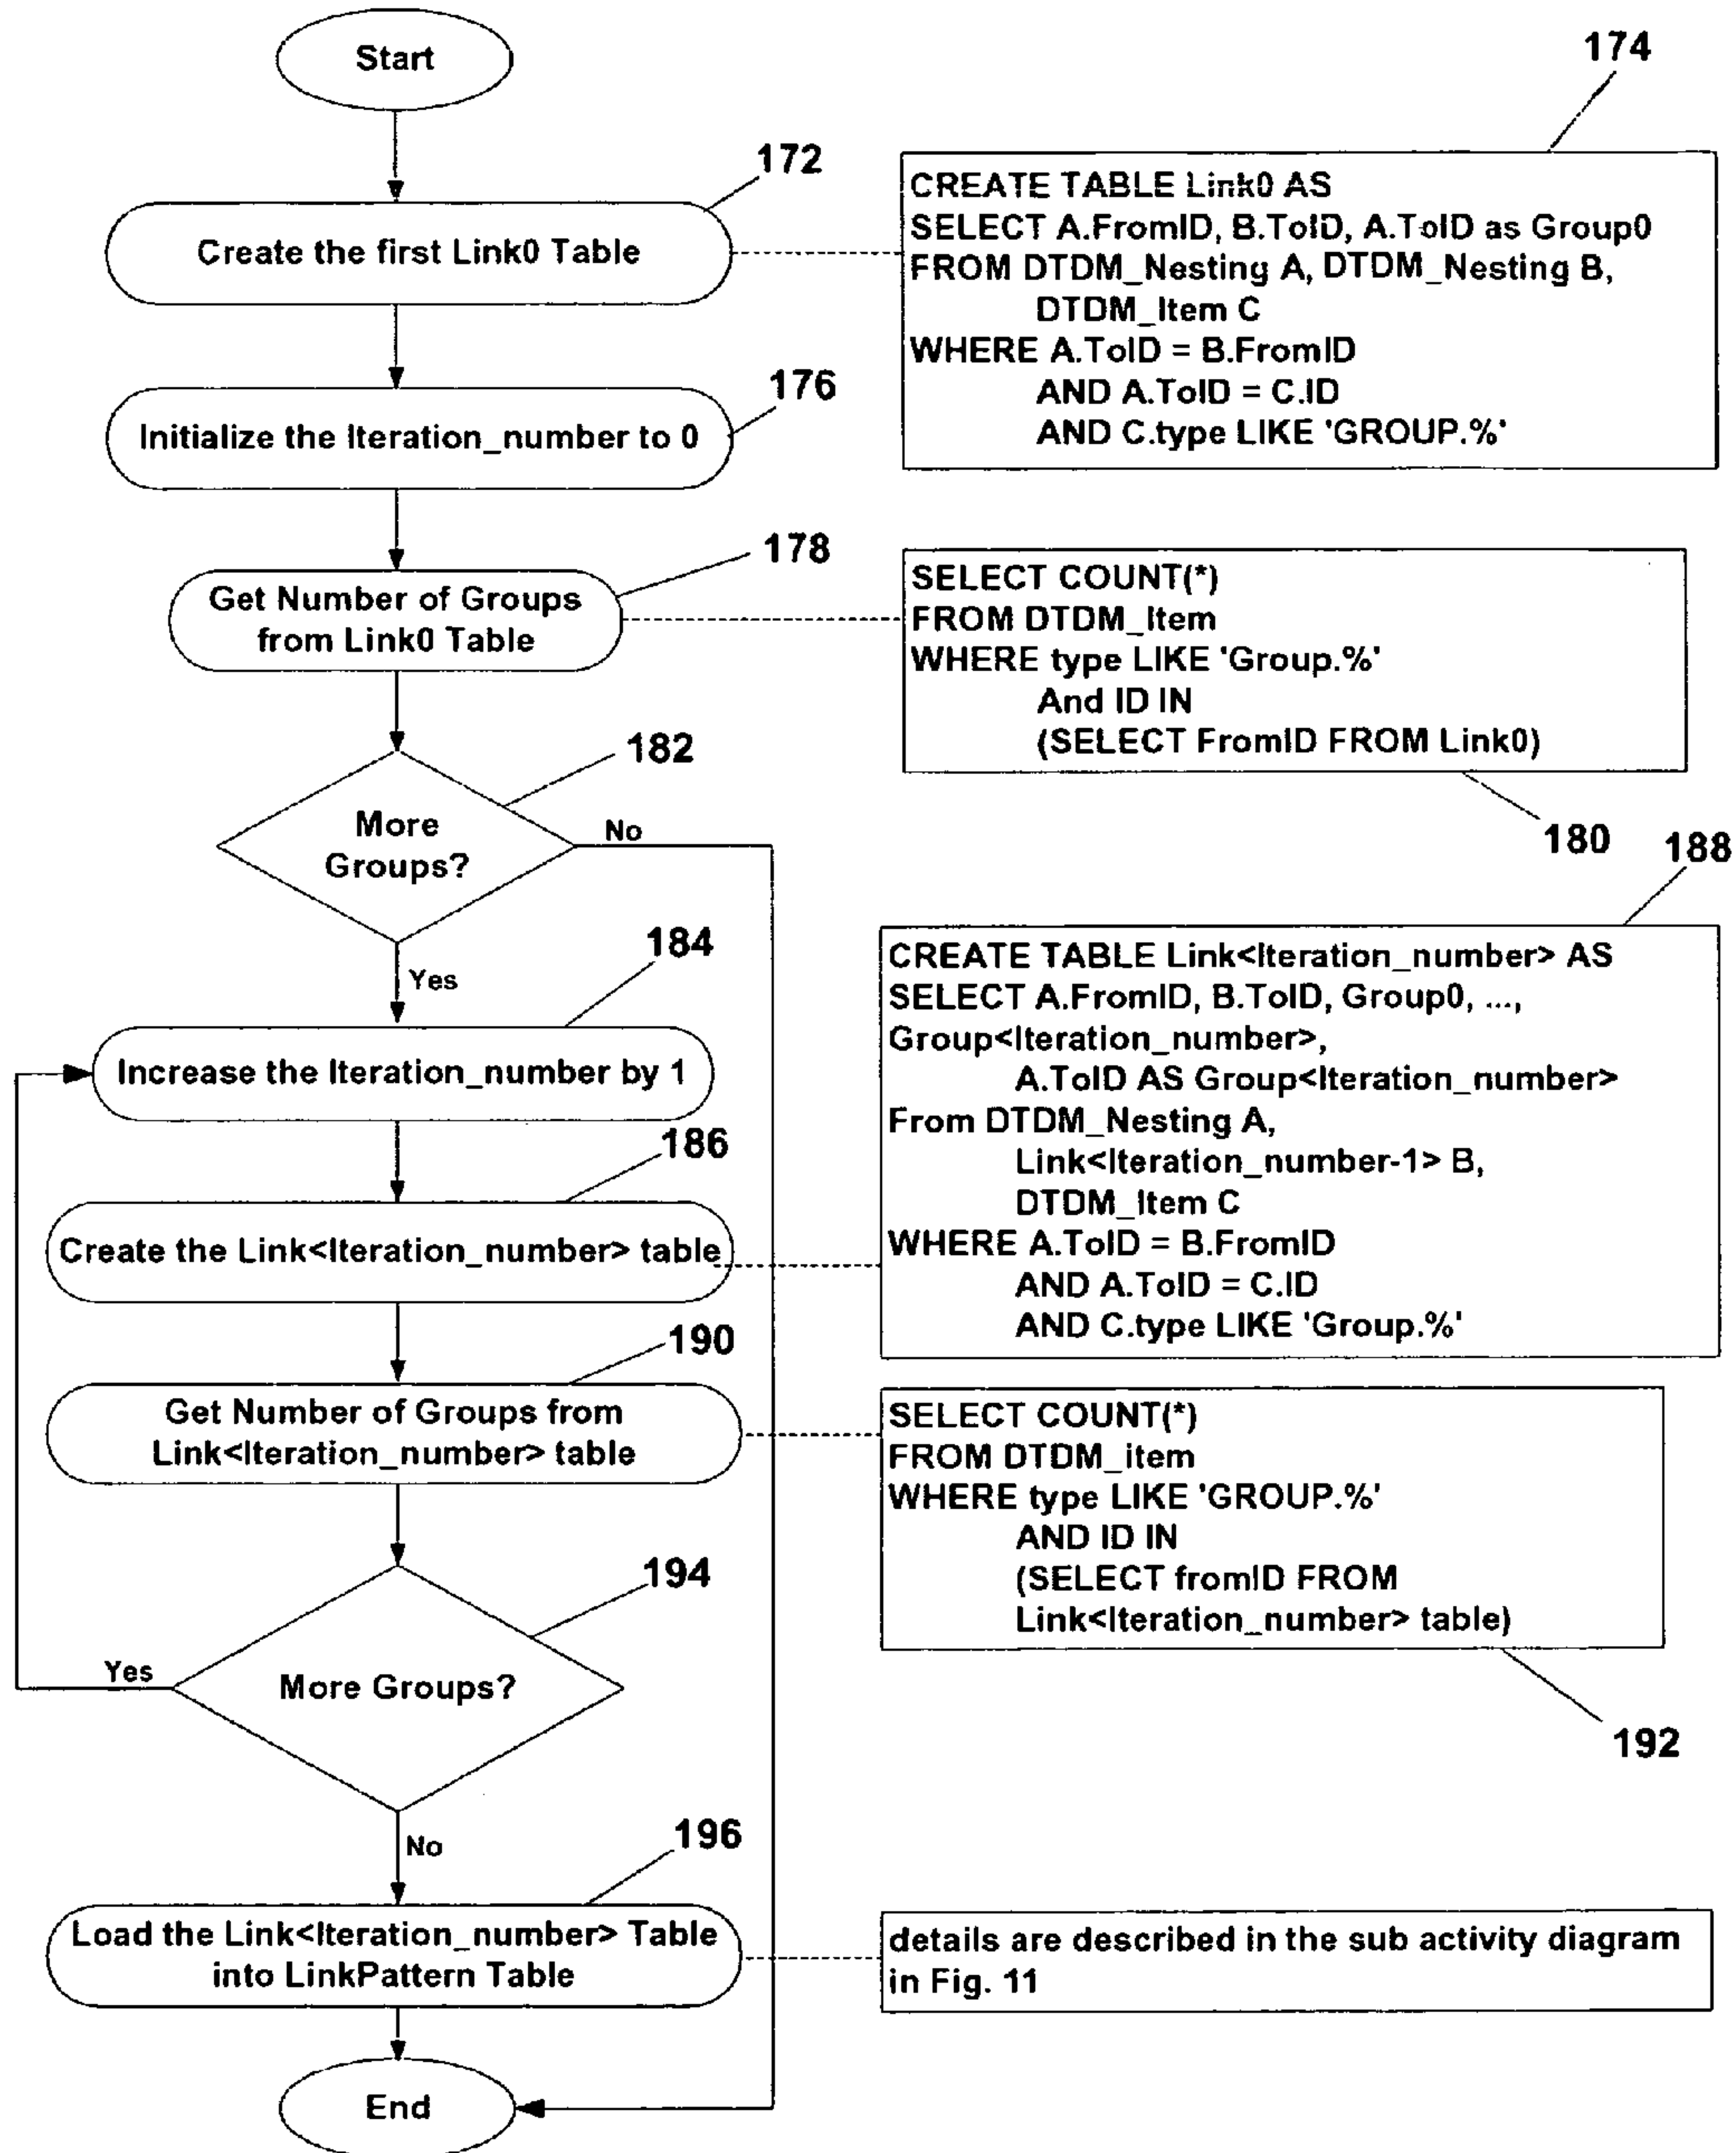 Start
174
172
CREATE TABLE Link0 AS
SELECT A.FromID, B.ToID, A.ToID as Group0
FROM DTDM_Nesting A, DTDM_Nesting B,
DTDM_Item C
WHERE A.ToID = B.FromID
AND A.ToID = C.ID
AND C.type LIKE 'GROUP.%'
Create the first Link0 Table
176
Initialize the Iteration_number to 0
178
Get Number of Groups
from Link0 Table
SELECT COUNT(*)
FROM DTDM_Item
WHERE type LIKE 'Group.%'
And ID IN
(SELECT FromID FROM Link0)
180
182
More
Groups?
No
Yes
188
184
Increase the Iteration_number by 1
CREATE TABLE Link<Iteration_number> AS
SELECT A.FromID, B.ToID, Group0, ...,
Group<Iteration_number>,
A.ToID AS Group<Iteration_number>
From DTDM_Nesting A,
Link<Iteration_number-1> B,
DTDM_Item C
WHERE A.ToID = B.FromID
AND A.ToID = C.ID
AND C.type LIKE 'Group.%'
186
Create the Link<Iteration_number> table
190
Get Number of Groups from
Link<Iteration_number> table
SELECT COUNT(*)
FROM DTDM_item
WHERE type LIKE 'GROUP.%'
AND ID IN
(SELECT fromID FROM
Link<Iteration_number> table)
192
194
More Groups?
Yes
No
196
Load the Link<Iteration_number> Table
into LinkPattern Table
details are described in the sub activity diagram
in Fig. 11
End